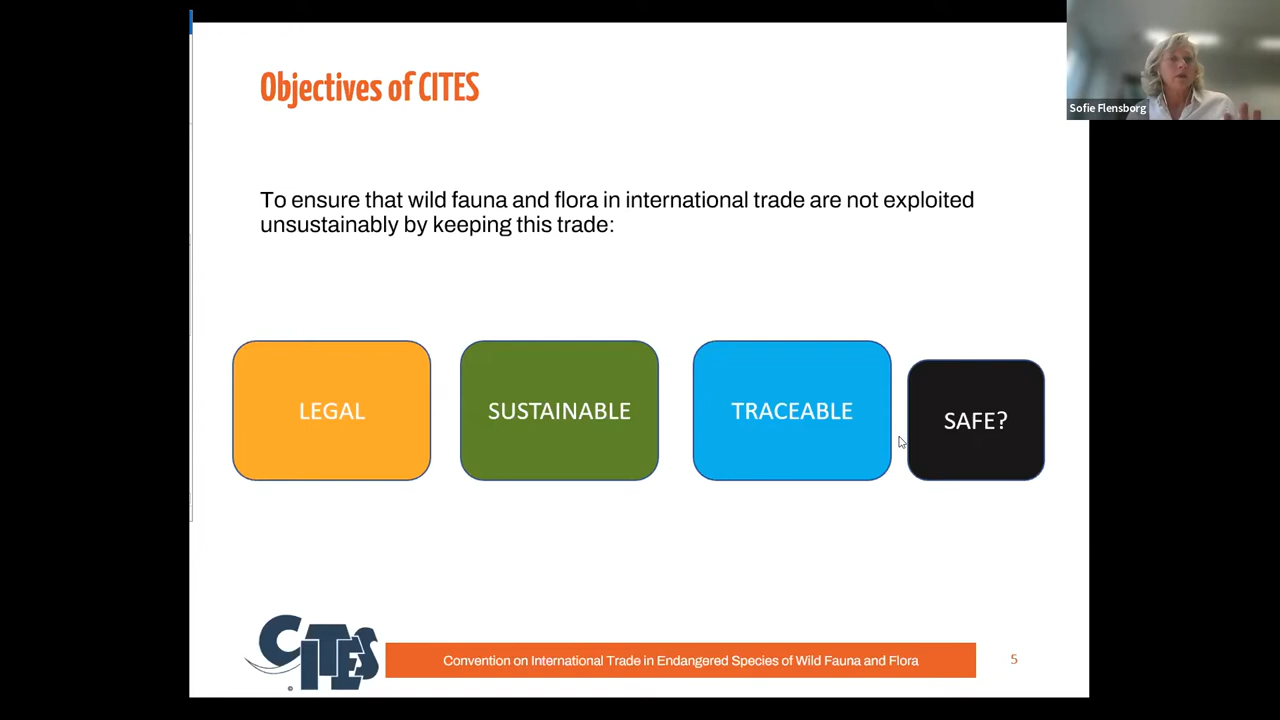 Objectives of CITES
Sofie Flensborg
To ensure that wild fauna and flora in international trade are not exploited
unsustainably by keeping this trade:
LEGAL
SUSTAINABLE
TRACEABLE
SAFE?
CITES
©
Convention on International Trade in Endangered Species of Wild Fauna and Flora
5